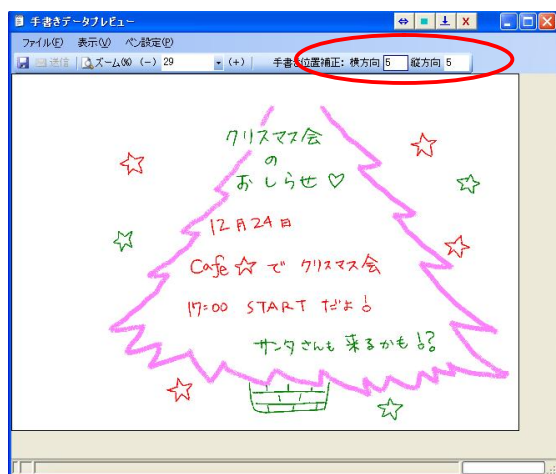 手書きデータプレビュー
ファイル(F) 表示(V) ペン設定(P)
送信 ズーム(%) (-) 29 (+) 手書き位置補正: 横方向 5 縦方向 5
クリスマス会
の
おしらせ♡
12月24日
Cafe☆で クリスマス会
17:00 START だよ!
サンタさんも 来るかも!?